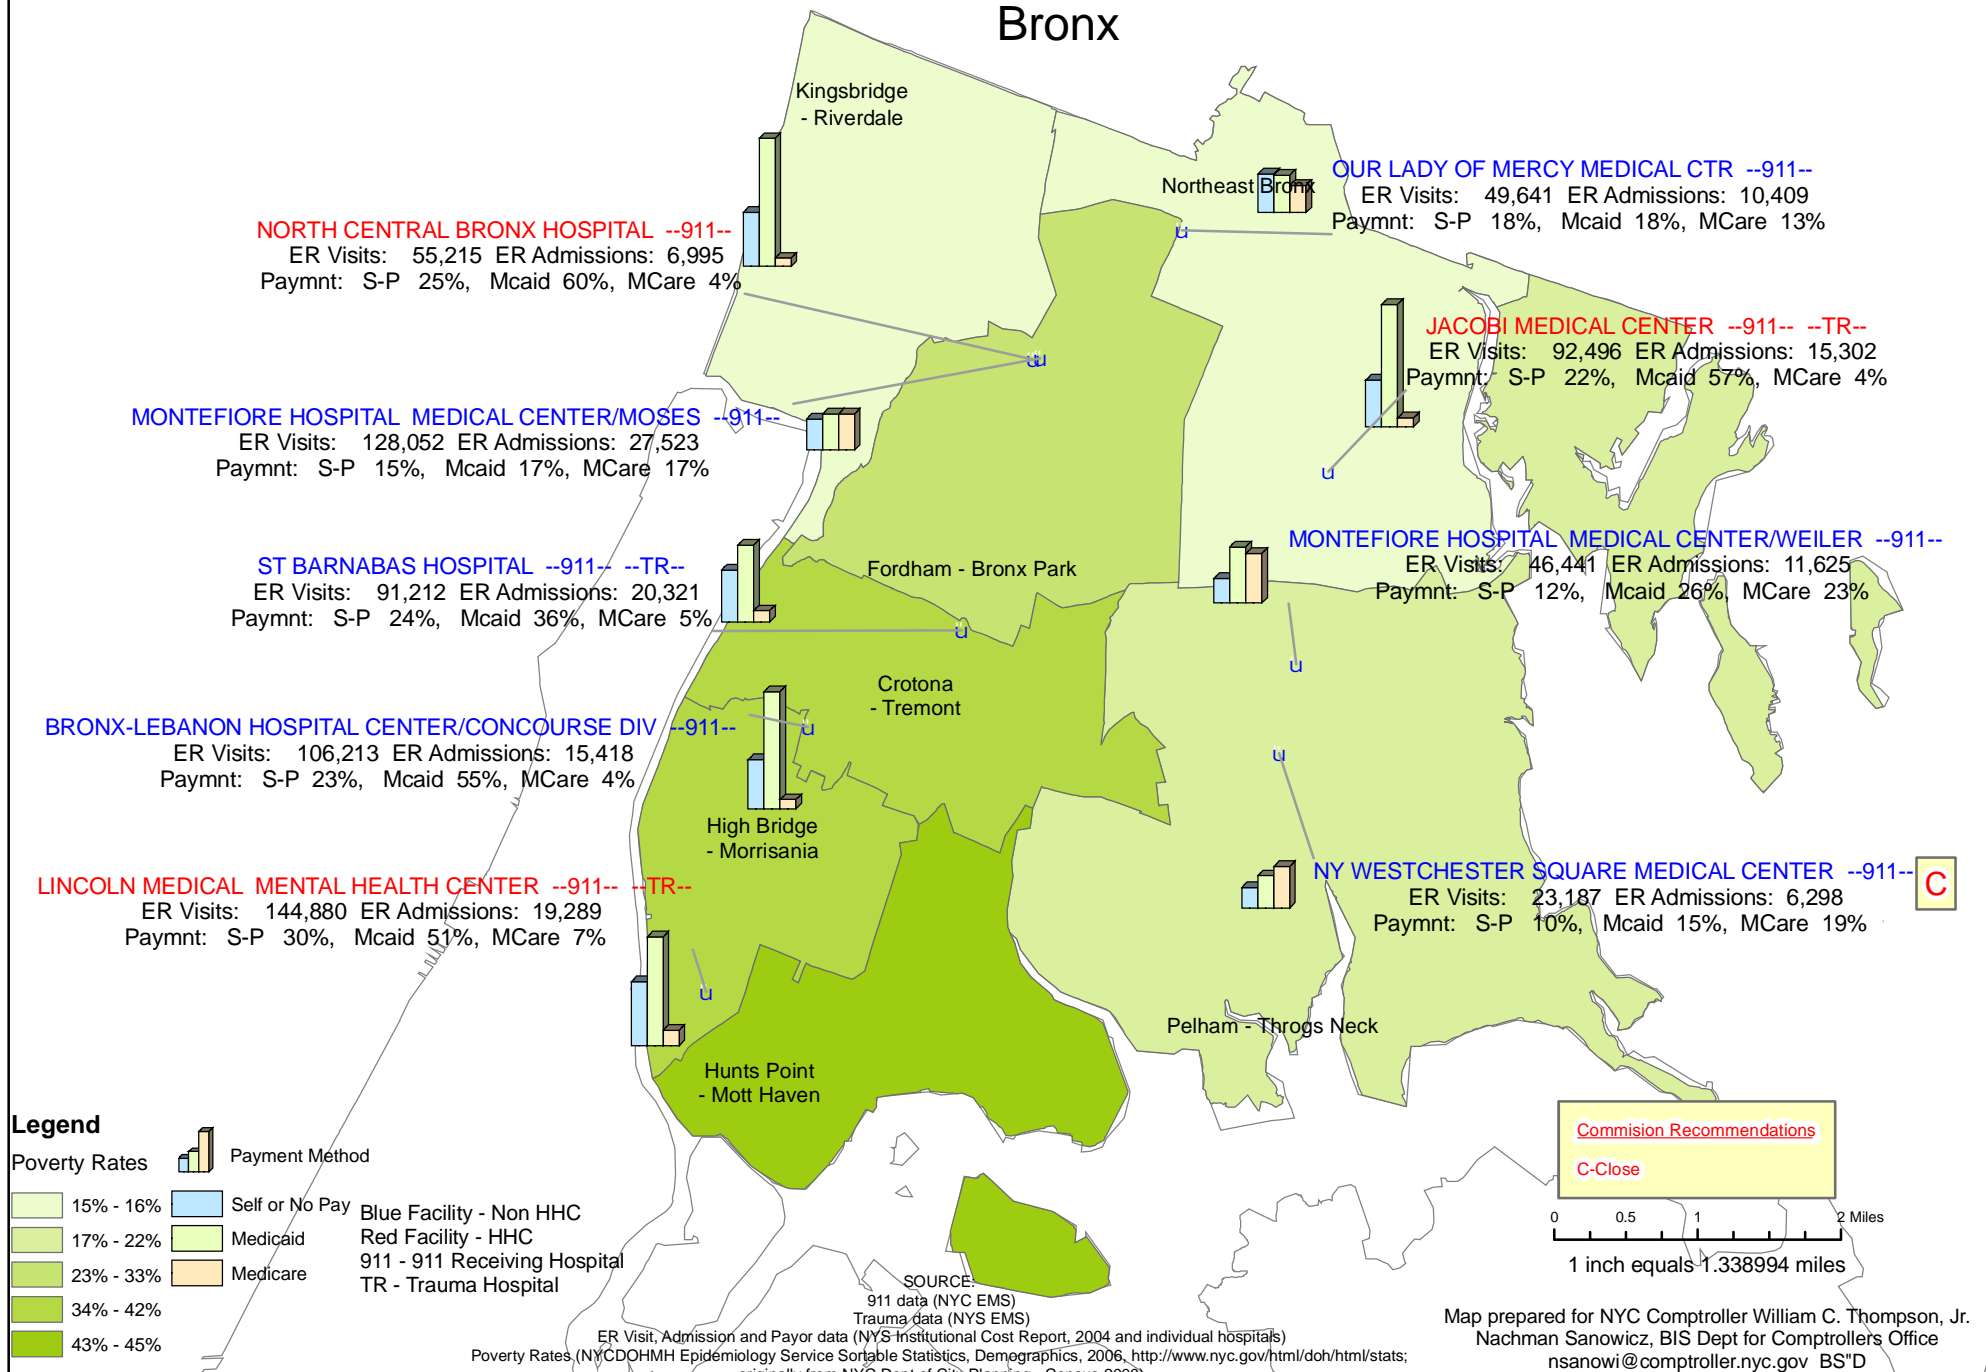 Bronx
Kingsbridge
- Riverdale
Northeast Bronx
OUR LADY OF MERCY MEDICAL CTR --911--
ER Visits: 49,641 ER Admissions: 10,409
Paymnt: S-P 18%, Mcaid 18%, MCare 13%
NORTH CENTRAL BRONX HOSPITAL --911--
ER Visits: 55,215 ER Admissions: 6,995
Paymnt: S-P 25%, Mcaid 60%, MCare 4%
JACOBI MEDICAL CENTER --911-- --TR--
ER Visits: 92,496 ER Admissions: 15,302
Paymnt: S-P 22%, Mcaid 57%, MCare 4%
MONTEFIORE HOSPITAL MEDICAL CENTER/MOSES --911--
ER Visits: 128,052 ER Admissions: 27,523
Paymnt: S-P 15%, Mcaid 17%, MCare 17%
MONTEFIORE HOSPITAL MEDICAL CENTER/WEILER --911--
ER Visits: 46,441 ER Admissions: 11,625
Paymnt: S-P 12%, Mcaid 26%, MCare 23%
ST BARNABAS HOSPITAL --911-- --TR--
ER Visits: 91,212 ER Admissions: 20,321
Paymnt: S-P 24%, Mcaid 36%, MCare 5%
Fordham - Bronx Park
Crotona
- Tremont
BRONX-LEBANON HOSPITAL CENTER/CONCOURSE DIV --911--
ER Visits: 106,213 ER Admissions: 15,418
Paymnt: S-P 23%, Mcaid 55%, MCare 4%
High Bridge
- Morrisania
NY WESTCHESTER SQUARE MEDICAL CENTER --911--
ER Visits: 23,187 ER Admissions: 6,298
Paymnt: S-P 10%, Mcaid 15%, MCare 19%
C
LINCOLN MEDICAL MENTAL HEALTH CENTER --911-- --TR--
ER Visits: 144,880 ER Admissions: 19,289
Paymnt: S-P 30%, Mcaid 51%, MCare 7%
Pelham - Throgs Neck
Hunts Point
- Mott Haven
u
u
u
u
u
u
u
u
u
Legend
Poverty Rates
15% - 16%
17% - 22%
23% - 33%
34% - 42%
43% - 45%
Payment Method
Self or No Pay
Medicaid
Medicare
Blue Facility - Non HHC
Red Facility - HHC
911 - 911 Receiving Hospital
TR - Trauma Hospital
Commision Recommendations
C-Close
0 0.5 1 2 Miles
1 inch equals 1.338994 miles
SOURCE:
911 data (NYC EMS)
Trauma data (NYS EMS)
ER Visit, Admission and Payor data (NYS Institutional Cost Report, 2004 and individual hospitals)
Poverty Rates (NYCDOHMH Epidemiology Service Sortable Statistics, Demographics, 2006, http://www.nyc.gov/html/doh/html/stats;
originally from NYC Dept of City Planning - Census 2000)
Map prepared for NYC Comptroller William C. Thompson, Jr.
Nachman Sanowicz, BIS Dept for Comptrollers Office
nsanowi@comptroller.nyc.gov BS"D